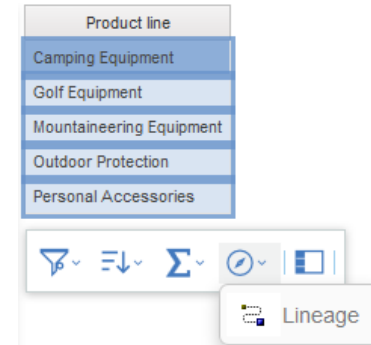 Product line
Camping Equipment
Golf Equipment
Mountaineering Equipment
Outdoor Protection
Personal Accessories
Lineage